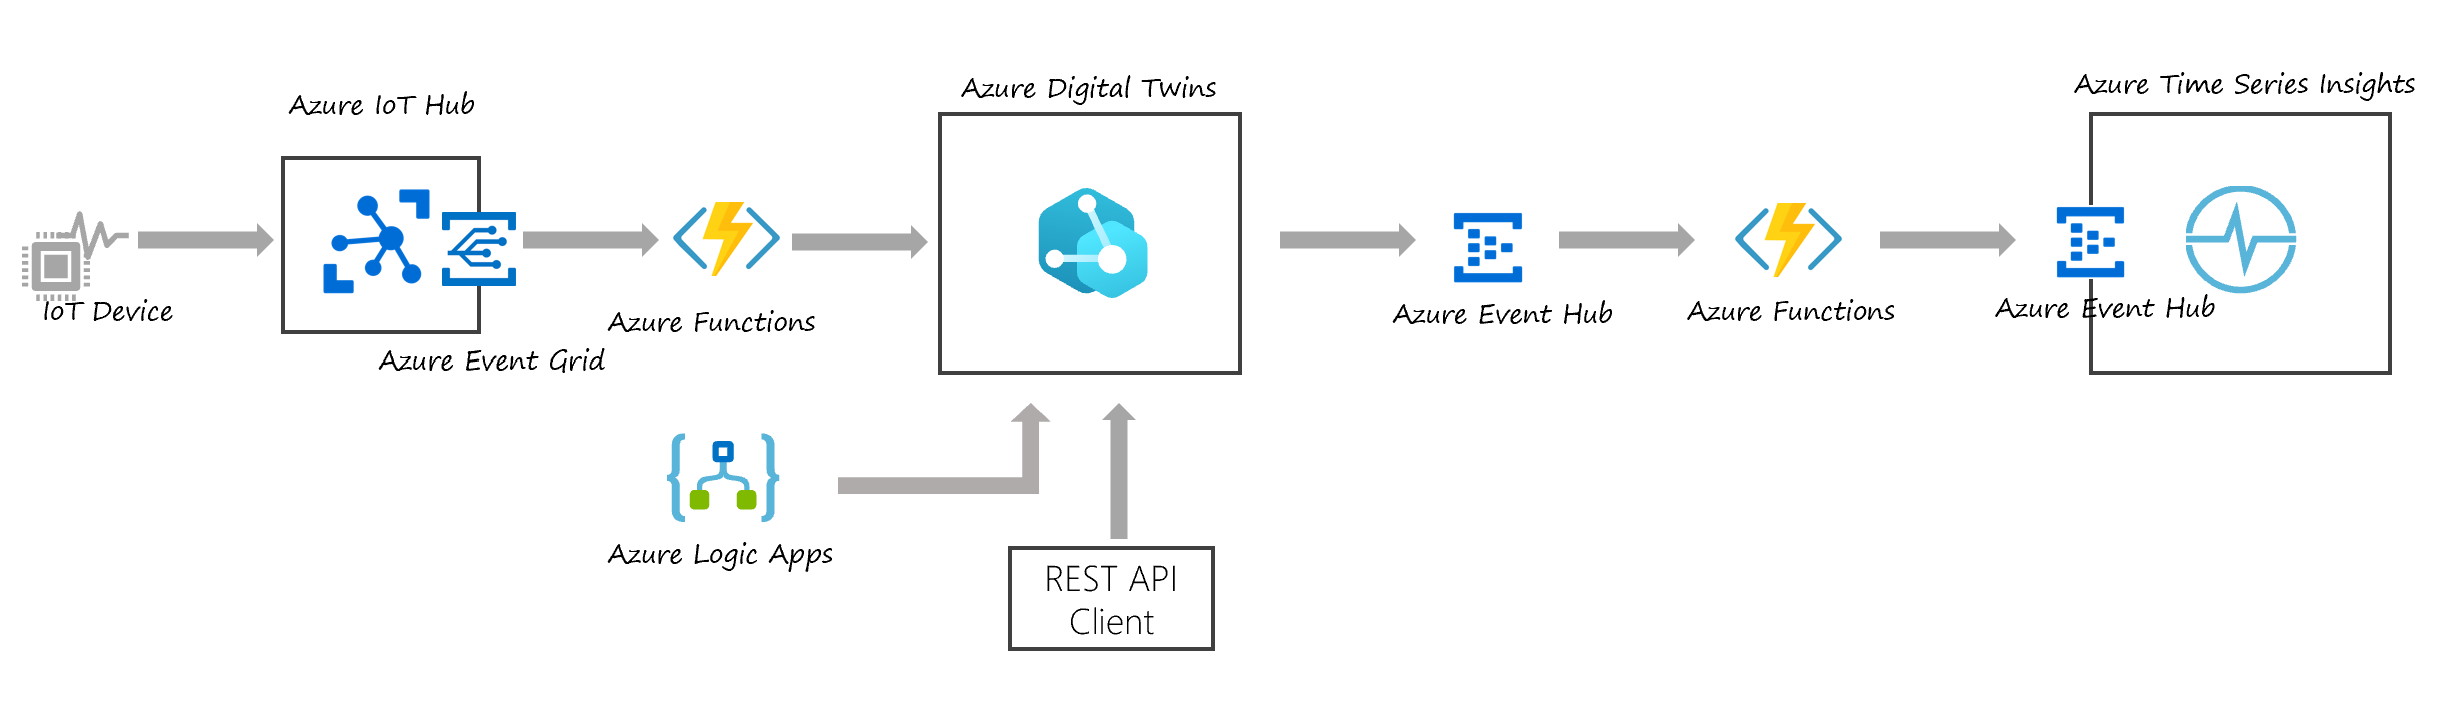 Azure IoT Hub
Azure Digital Twins
Azure Time Series Insights
IoT Device
Azure Event Grid
Azure Functions
Azure Event Hub
Azure Functions
Azure Event Hub
Azure Logic Apps
REST API
Client